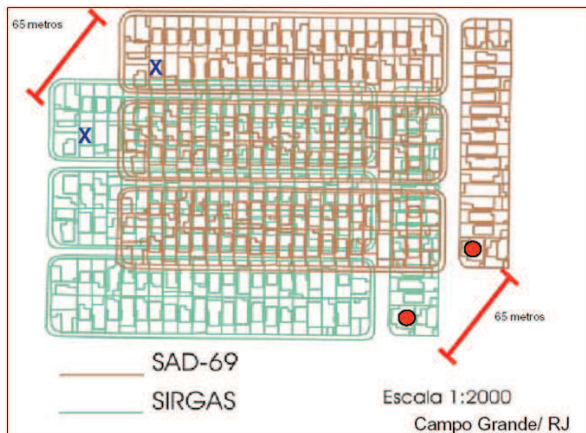 65 metros
X
X
65 metros
SAD-69
SIRGAS
Escala 1:2000
Campo Grande/ RJ